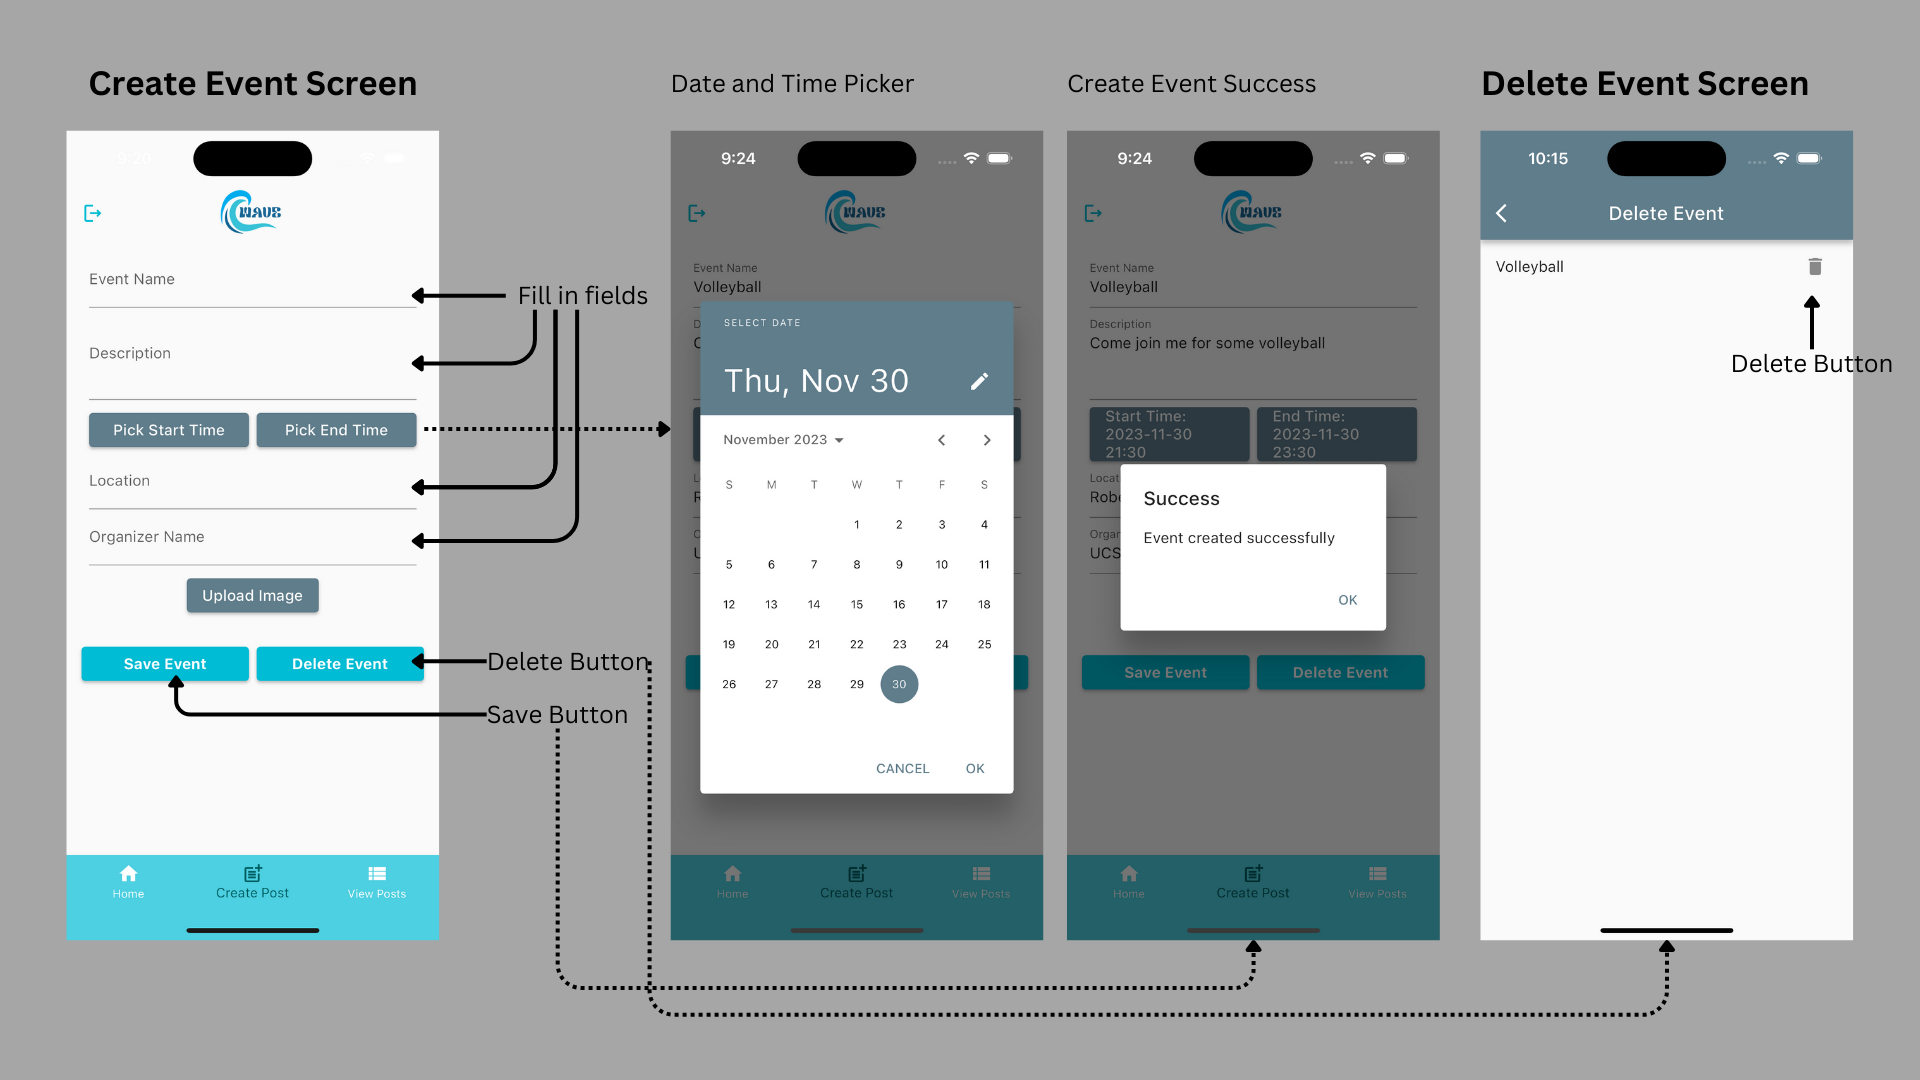 Create Event Screen
Date and Time Picker
Create Event Success
Delete Event Screen
9:20
WAVE
Event Name
Description
Pick Start Time
Pick End Time
Location
Organizer Name
Upload Image
Save Event
Delete Event
Home
Create Post
View Posts
Fill in fields
Delete Button
Save Button
9:24
WAVE
Event Name
Volleyball
SELECT DATE
Thu, Nov 30
November 2023
S M T W T F S
1 2 3 4
5 6 7 8 9 10 11
12 13 14 15 16 17 18
19 20 21 22 23 24 25
26 27 28 29 30
CANCEL OK
Home
Create Post
View Posts
9:24
WAVE
Event Name
Volleyball
Description
Come join me for some volleyball
Start Time:
2023-11-30
21:30
End Time:
2023-11-30
23:30
Success
Event created successfully
OK
Save Event
Delete Event
Home
Create Post
View Posts
10:15
Delete Event
Volleyball
Delete Button